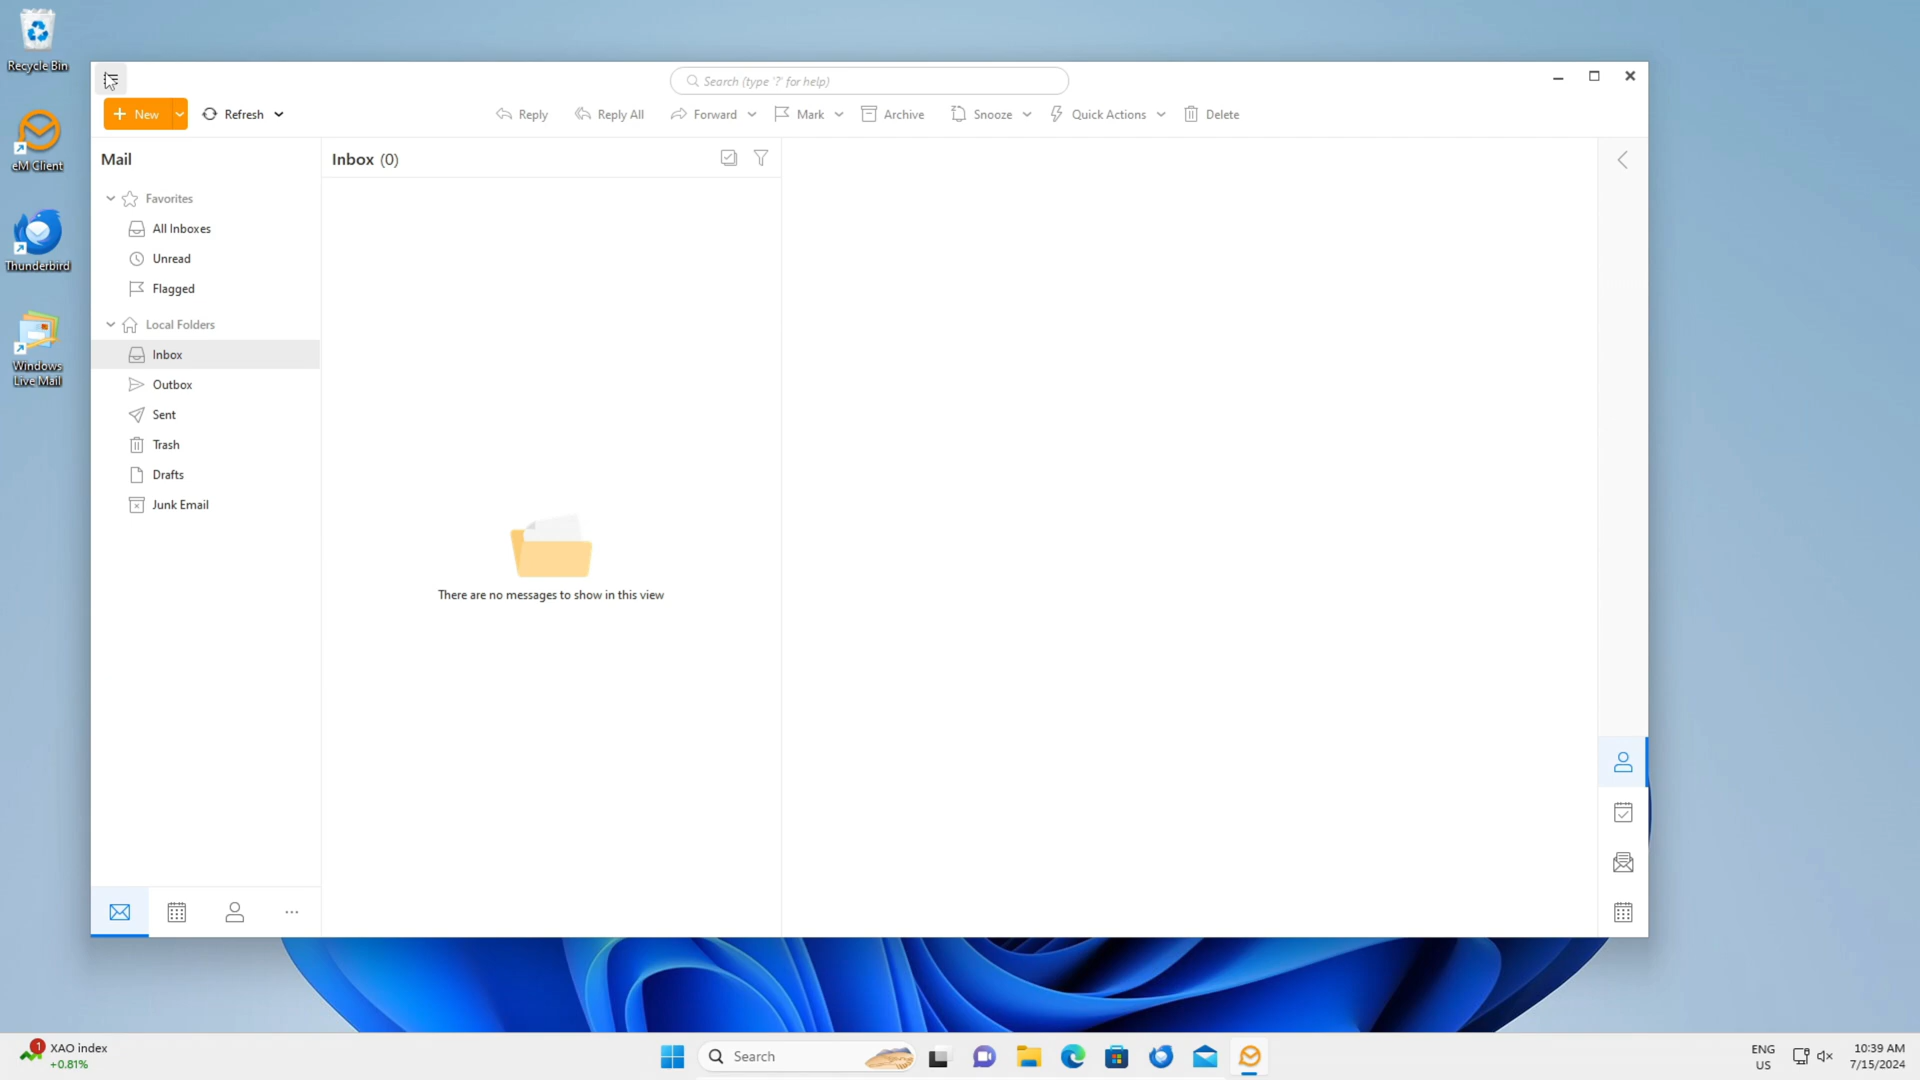 Recycle Bin
eM Client
Thunderbird
Windows
Live Mail
Search (type '?' for help)
New
Refresh
Reply
Reply All
Forward
Mark
Archive
Snooze
Quick Actions
Delete
Mail
Favorites
All Inboxes
Unread
Flagged
Local Folders
Inbox
Outbox
Sent
Trash
Drafts
Junk Email
Inbox (0)
There are no messages to show in this view
1
XAO index
+0.81%
Search
ENG
US
10:39 AM
7/15/2024